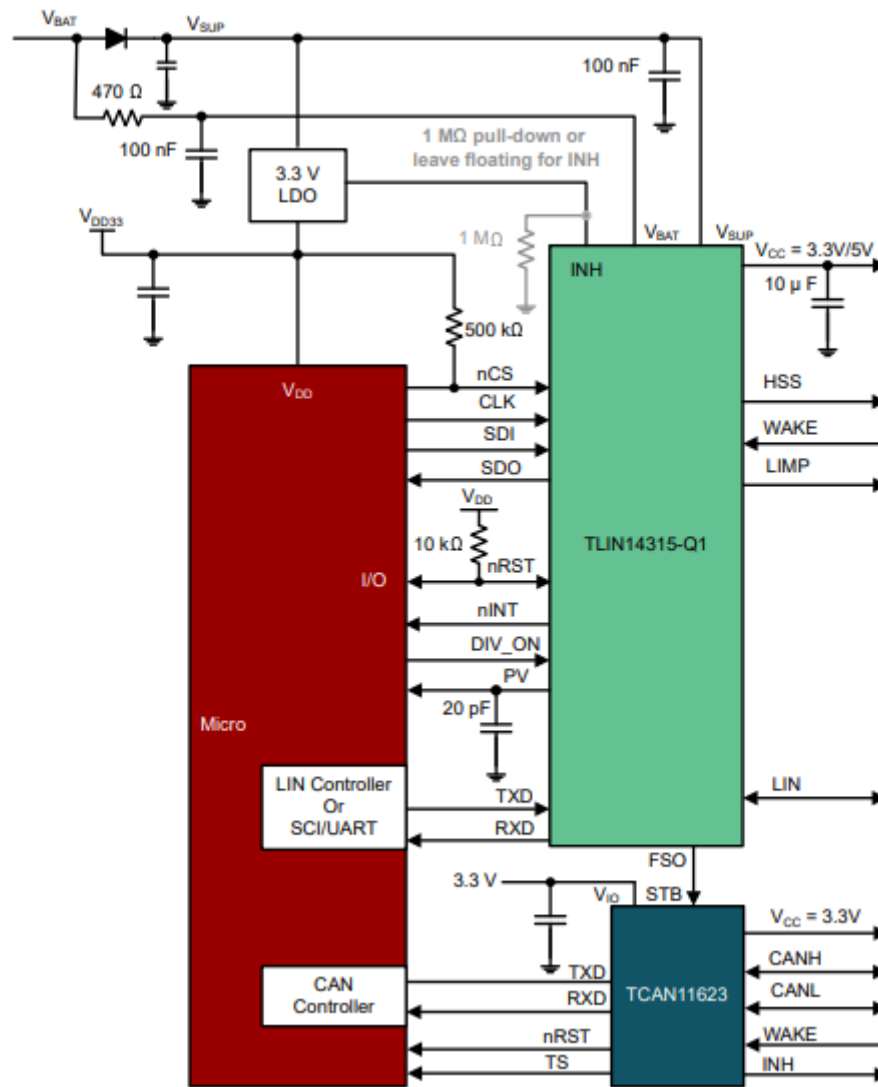 VBAT
VSUP
100 nF
470 Ω
100 nF
1 MΩ pull-down or
leave floating for INH
3.3 V
LDO
VDD33
1 MΩ
VBAT
VSUP
VCC = 3.3V/5V
INH
10 µ F
500 kΩ
VDD
nCS
HSS
CLK
WAKE
SDI
LIMP
SDO
VDD
10 kΩ
TLIN14315-Q1
I/O
nRST
nINT
DIV_ON
PV
20 pF
Micro
LIN Controller
Or
SCI/UART
TXD
LIN
RXD
FSO
3.3 V
VIO
STB
VCC = 3.3V
CANH
TXD
CAN
Controller
RXD
TCAN11623
CANL
nRST
WAKE
TS
INH